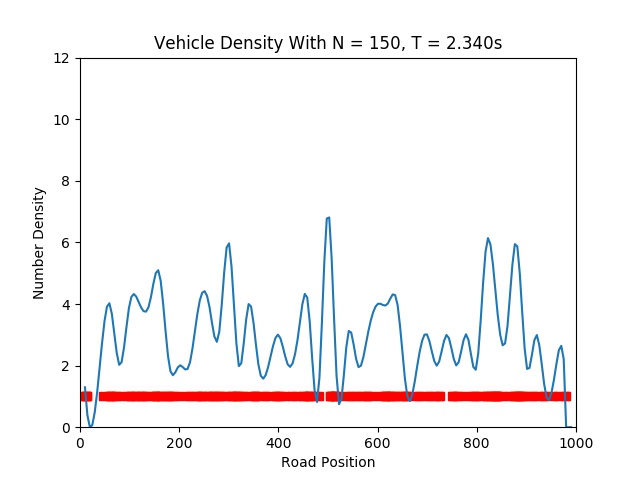 Vehicle Density With N = 150, T = 2.340s
12
10
8
6
4
2
0
Number Density
0 200 400 600 800 1000
Road Position